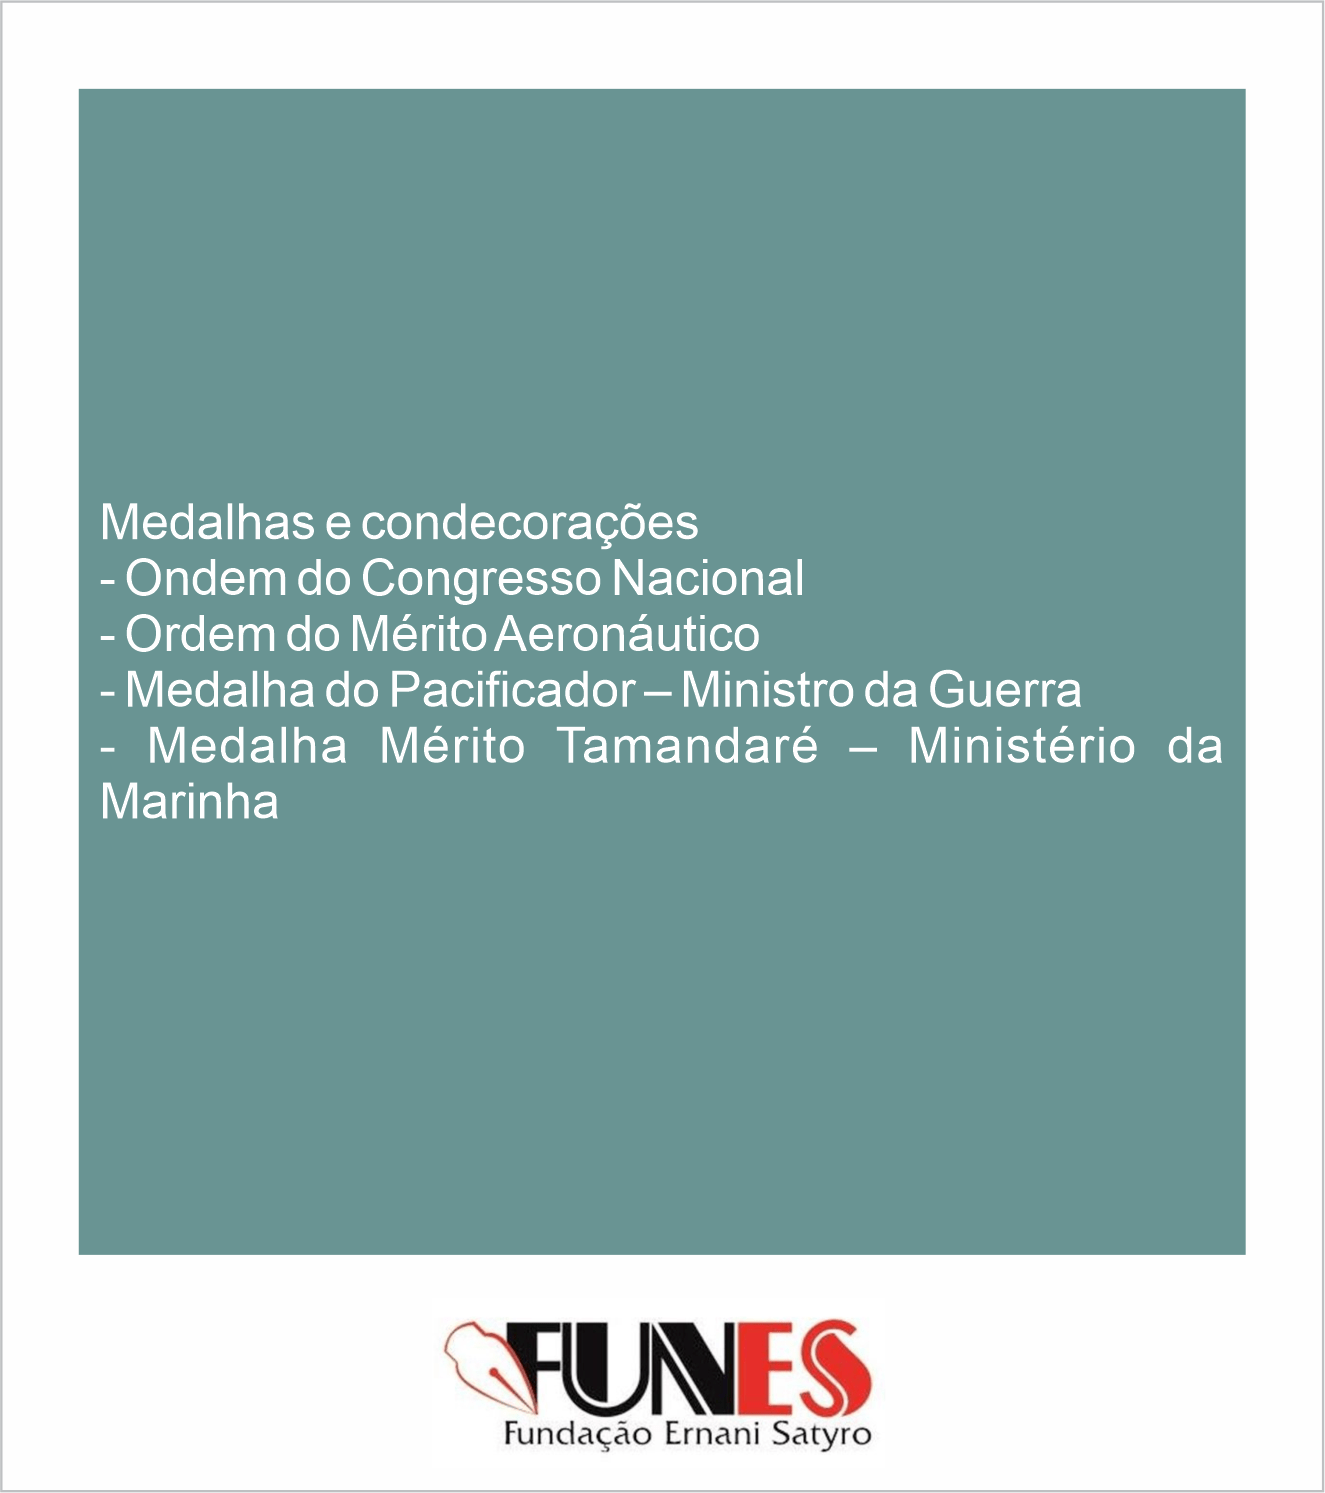 Medalhas e condecorações
- Ondem do Congresso Nacional
- Ordem do Mérito Aeronáutico
- Medalha do Pacificador – Ministro da Guerra
- Medalha Mérito Tamandaré – Ministério da
Marinha
FUNES
Fundação Ernani Satyro